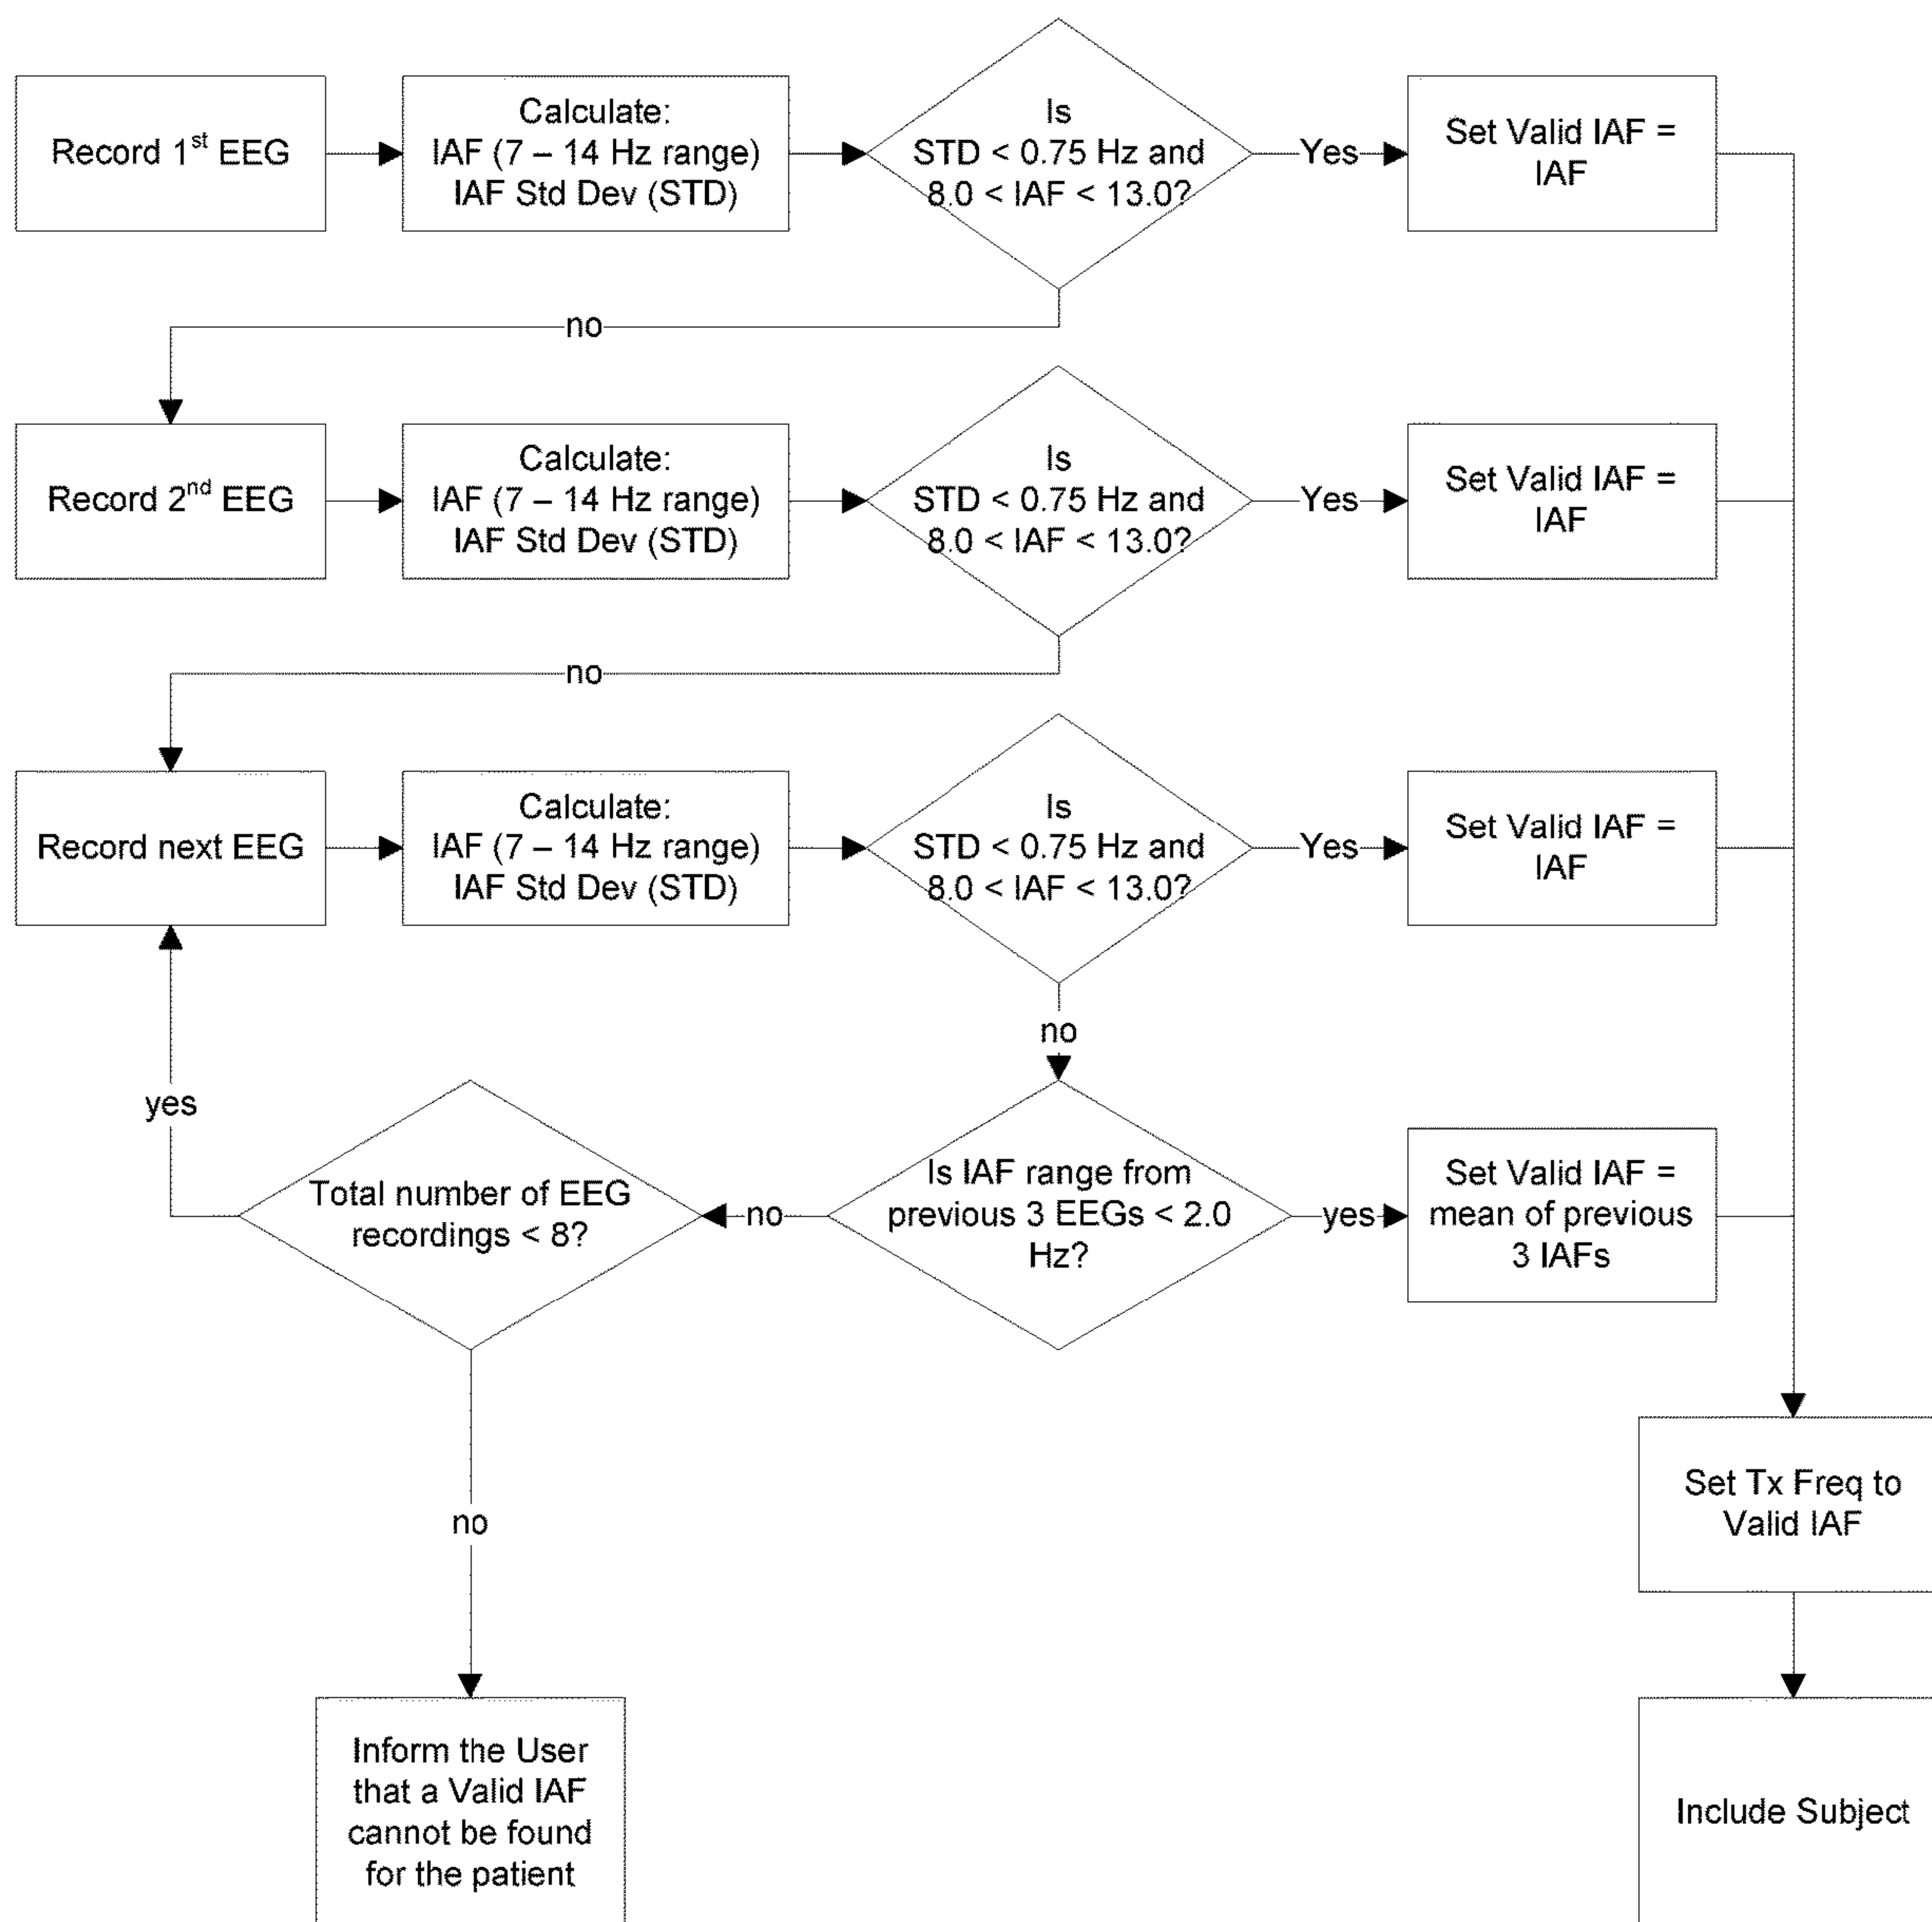 Record 1st EEG
Calculate:
IAF (7 – 14 Hz range)
IAF Std Dev (STD)
Is
STD < 0.75 Hz and
8.0 < IAF < 13.0?
Yes
Set Valid IAF =
IAF
no
Record 2nd EEG
Calculate:
IAF (7 – 14 Hz range)
IAF Std Dev (STD)
Is
STD < 0.75 Hz and
8.0 < IAF < 13.0?
Yes
Set Valid IAF =
IAF
no
Record next EEG
Calculate:
IAF (7 – 14 Hz range)
IAF Std Dev (STD)
Is
STD < 0.75 Hz and
8.0 < IAF < 13.0?
Yes
Set Valid IAF =
IAF
no
yes
Total number of EEG
recordings < 8?
no
Is IAF range from
previous 3 EEGs < 2.0
Hz?
yes
Set Valid IAF =
mean of previous
3 IAFs
no
Set Tx Freq to
Valid IAF
Inform the User
that a Valid IAF
cannot be found
for the patient
Include Subject